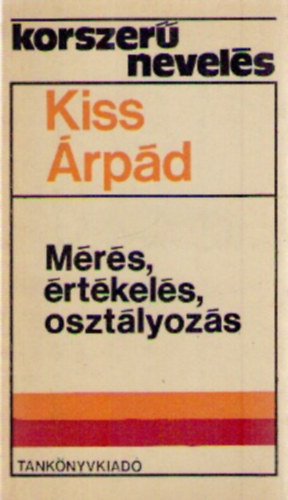 korszerű
nevelés
Kiss
Árpád
Mérés,
értékelés,
osztályozás
TANKÖNYVKIADÓ